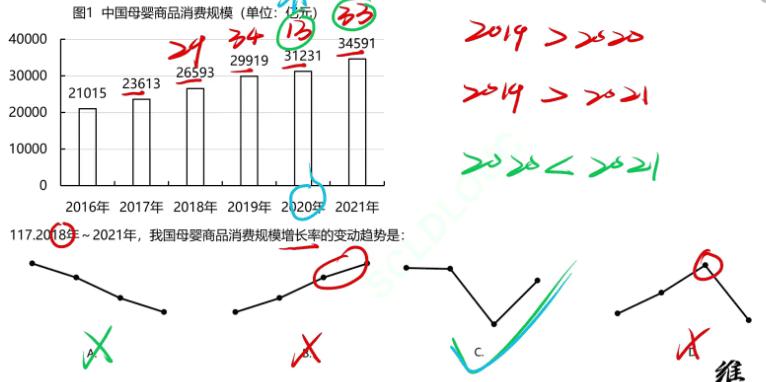 图1 中国母婴商品消费规模（单位：亿元）
29 34 13 33
40000
30000
20000
10000
0
21015 23613 26593 29919 31231 34591
2016年 2017年 2018年 2019年 2020年 2021年
2019 > 2020
2019 > 2021
2020 < 2021
117.2018年～2021年，我国母婴商品消费规模增长率的变动趋势是：
A. B. C. D.